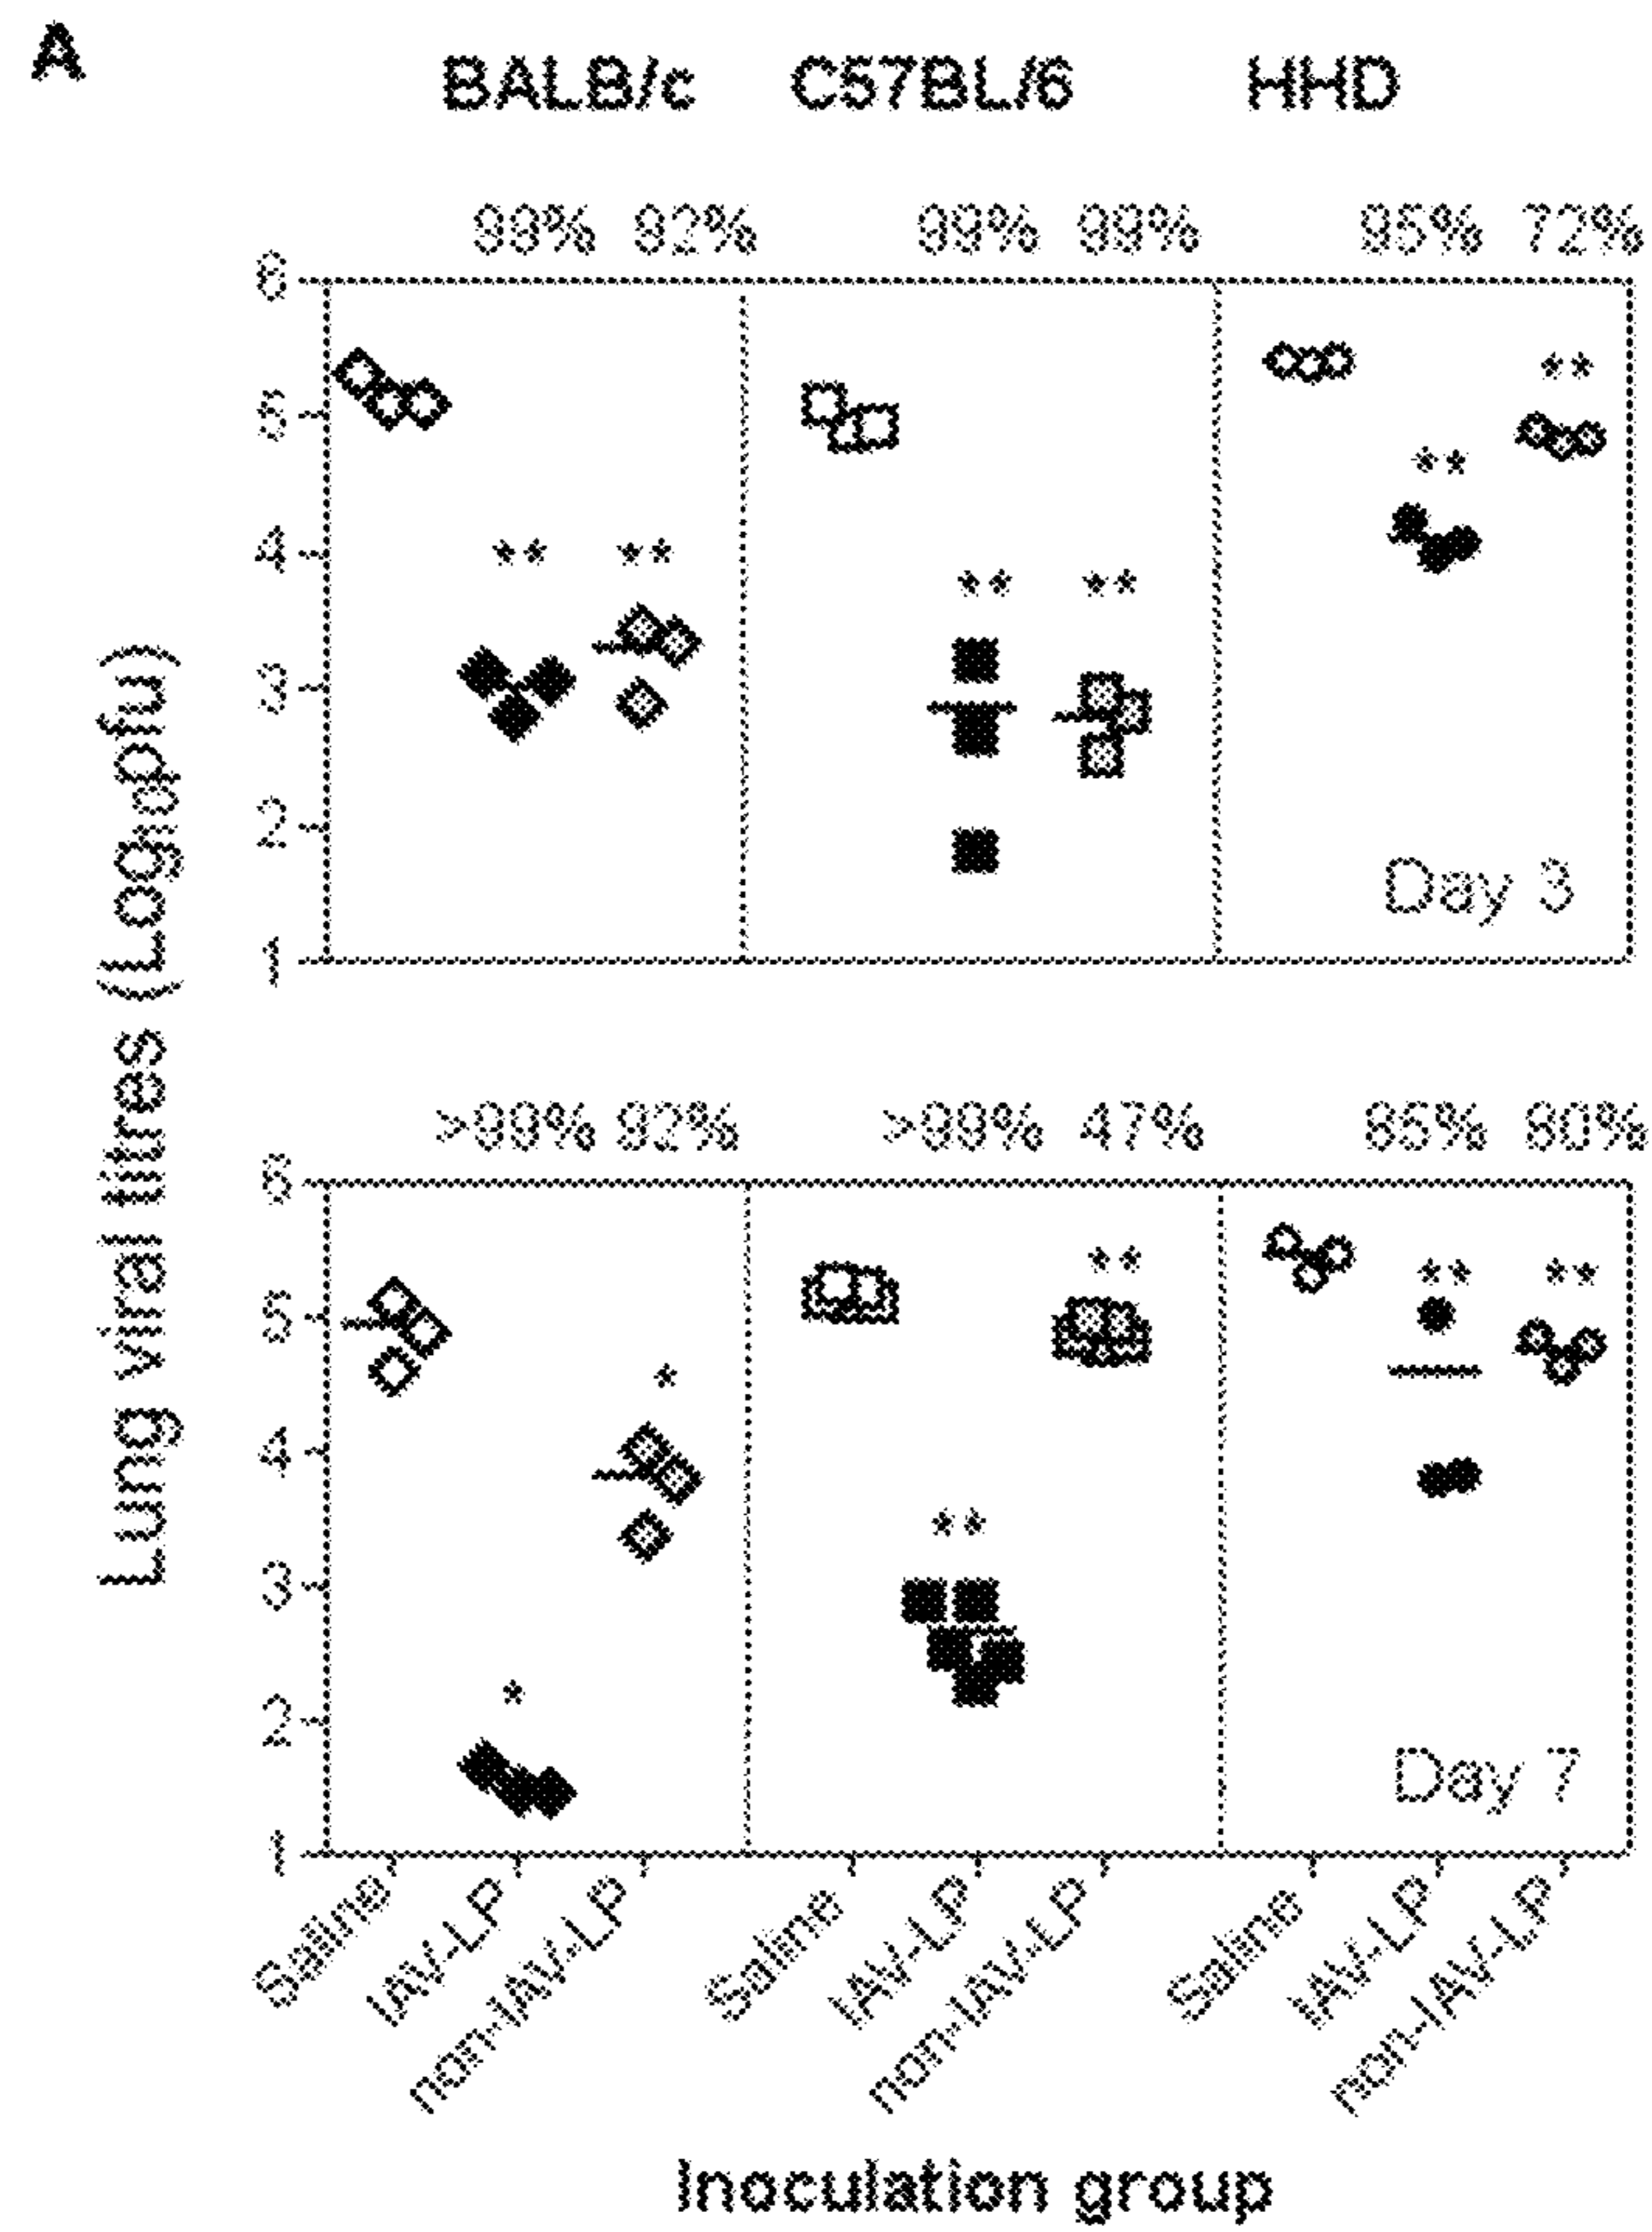 A
BALB/c C57BL/6 HHD
99% 92% 99% 99% 95% 72%
6
5
4
3
2
1
** ** ** ** ** **
Day 3
Lung viral titres (Log₁₀pfu)
>99% 92% >99% 47% 85% 80%
6
5
4
3
2
1
* * ** ** ** **
Day 7
Saline IAV-LP non-IAV-LP Saline IAV-LP non-IAV-LP Saline IAV-LP non-IAV-LP
Inoculation group